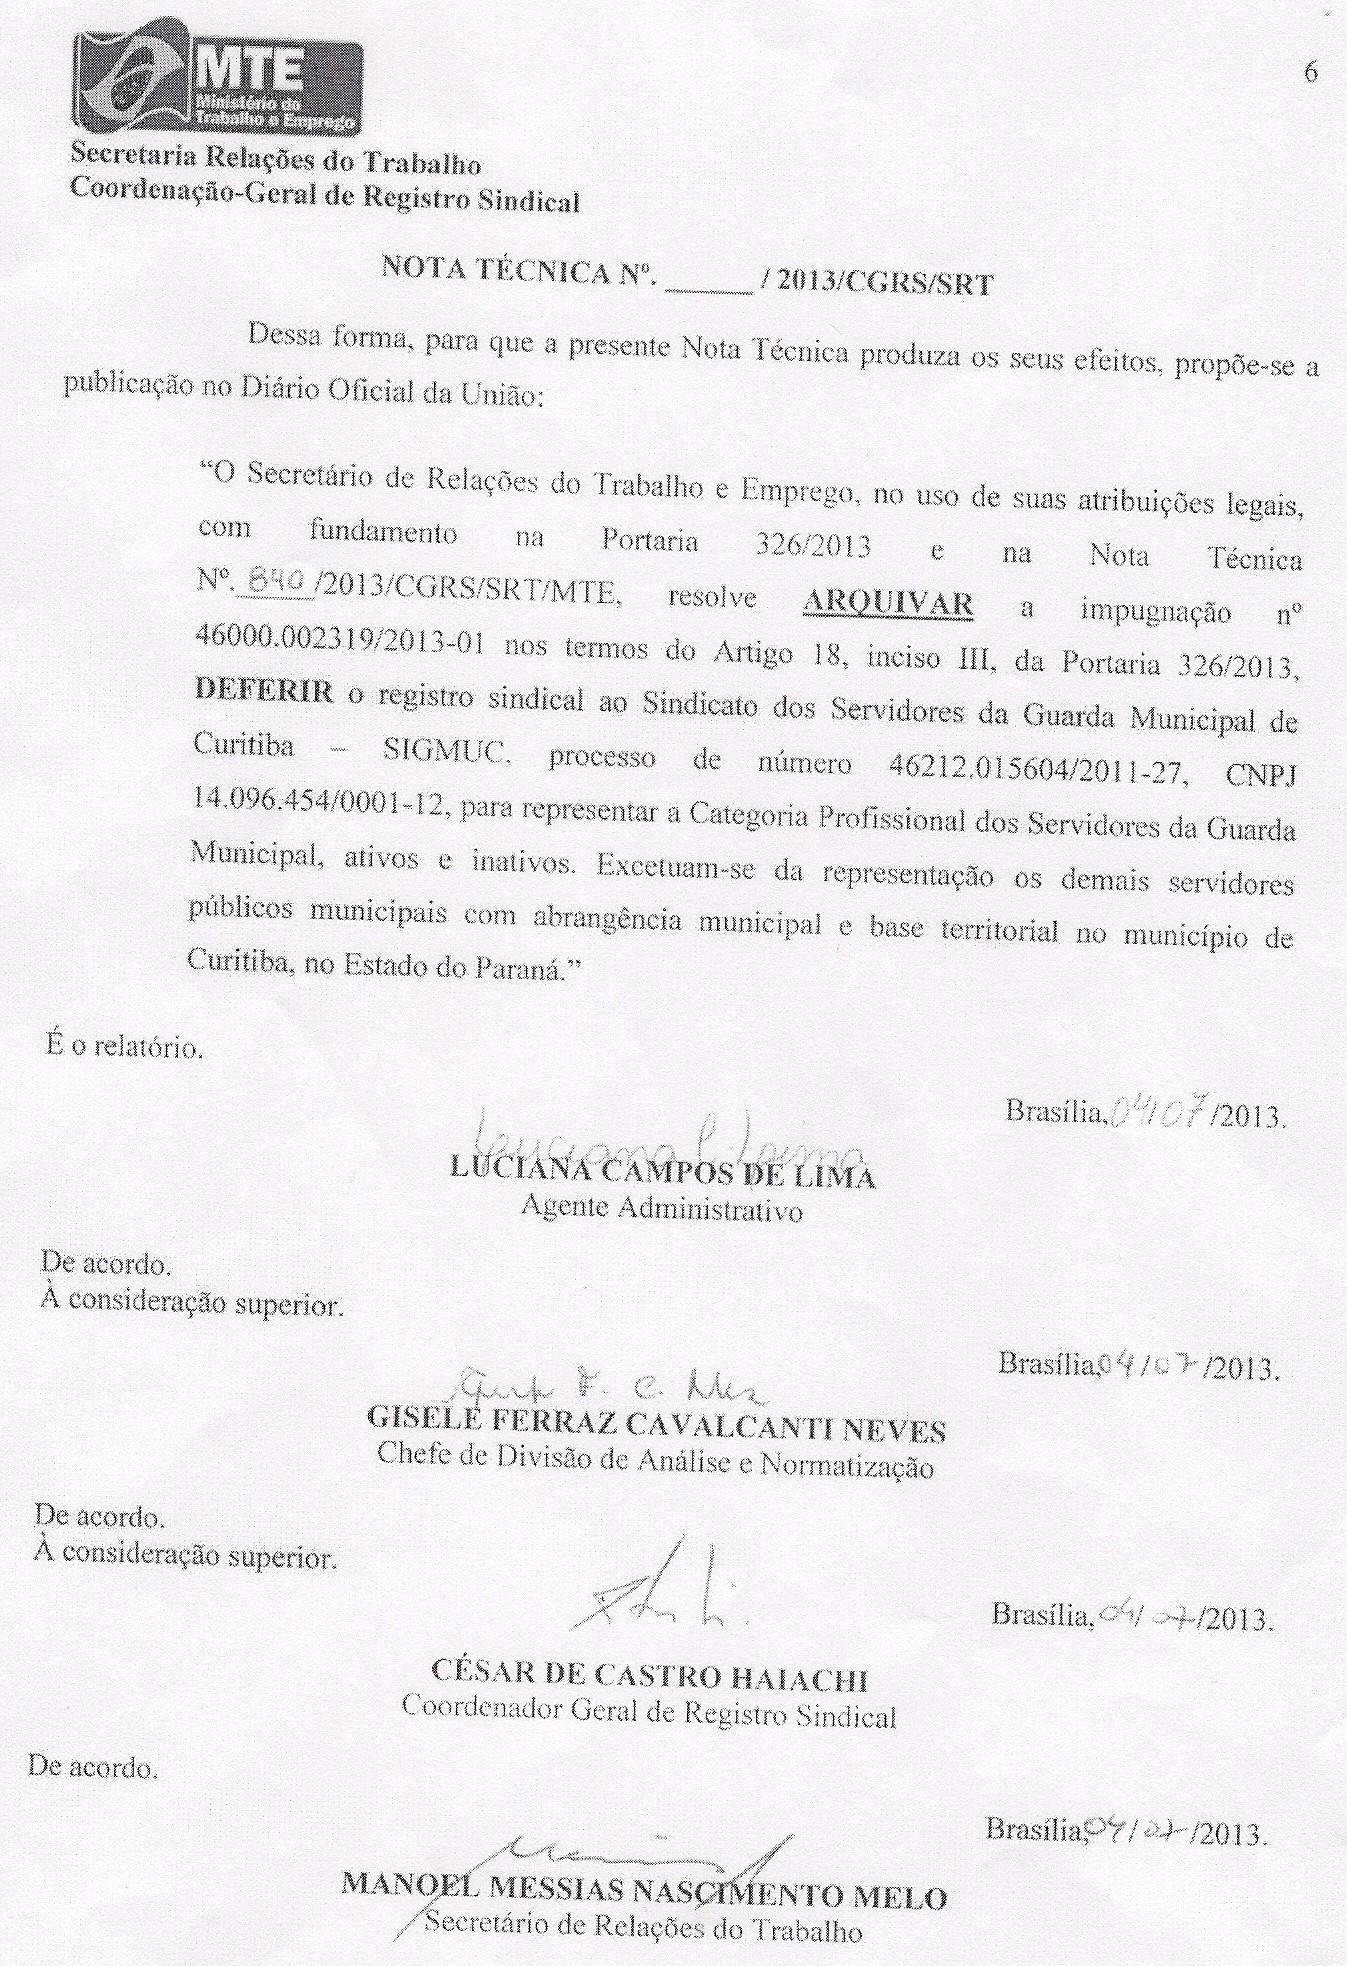 MTE
Ministério do
Trabalho e Emprego
6
Secretaria Relações do Trabalho
Coordenação-Geral de Registro Sindical
NOTA TÉCNICA Nº. ______ / 2013/CGRS/SRT
Dessa forma, para que a presente Nota Técnica produza os seus efeitos, propõe-se a
publicação no Diário Oficial da União:
“O Secretário de Relações do Trabalho e Emprego, no uso de suas atribuições legais,
com fundamento na Portaria 326/2013 e na Nota Técnica
Nº. 840 /2013/CGRS/SRT/MTE, resolve ARQUIVAR a impugnação nº
46000.002319/2013-01 nos termos do Artigo 18, inciso III, da Portaria 326/2013,
DEFERIR o registro sindical ao Sindicato dos Servidores da Guarda Municipal de
Curitiba – SIGMUC, processo de número 46212.015604/2011-27, CNPJ
14.096.454/0001-12, para representar a Categoria Profissional dos Servidores da Guarda
Municipal, ativos e inativos. Excetuam-se da representação os demais servidores
públicos municipais com abrangência municipal e base territorial no município de
Curitiba, no Estado do Paraná.”
É o relatório.
Brasília, 04/07 /2013.
Luciana C. Lima
LUCIANA CAMPOS DE LIMA
Agente Administrativo
De acordo.
À consideração superior.
Brasília, 04/07 /2013.
GISELE FERRAZ CAVALCANTI NEVES
Chefe de Divisão de Análise e Normatização
De acordo.
À consideração superior.
Brasília, 04/07 /2013.
CÉSAR DE CASTRO HAIACHI
Coordenador Geral de Registro Sindical
De acordo.
Brasília, 04/07 /2013.
MANOEL MESSIAS NASCIMENTO MELO
Secretário de Relações do Trabalho